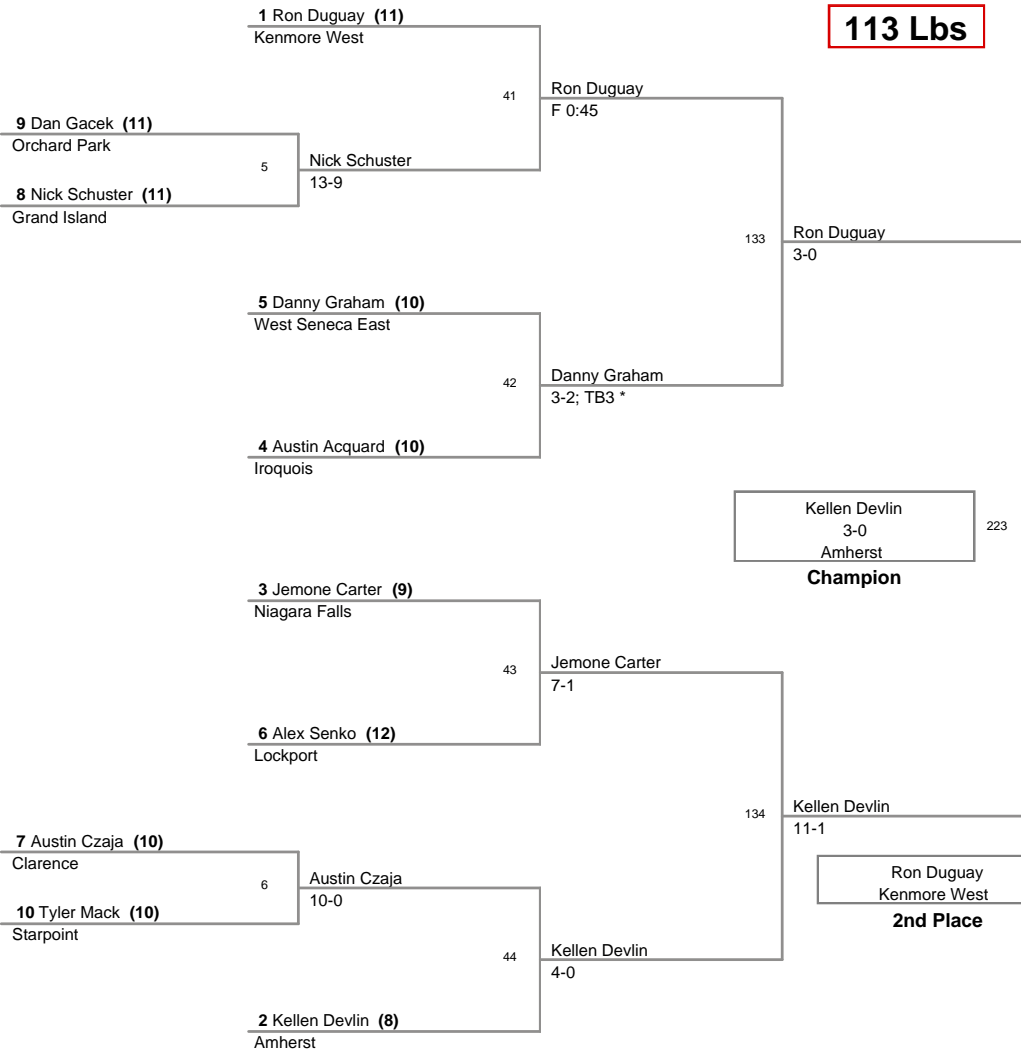 1 Ron Duguay (11)
Kenmore West
113 Lbs
41
Ron Duguay
F 0:45
9 Dan Gacek (11)
Orchard Park
5
Nick Schuster
13-9
8 Nick Schuster (11)
Grand Island
133
Ron Duguay
3-0
5 Danny Graham (10)
West Seneca East
42
Danny Graham
3-2; TB3 *
4 Austin Acquard (10)
Iroquois
Kellen Devlin
3-0
Amherst
223
Champion
3 Jemone Carter (9)
Niagara Falls
43
Jemone Carter
7-1
6 Alex Senko (12)
Lockport
134
Kellen Devlin
11-1
7 Austin Czaja (10)
Clarence
6
Austin Czaja
10-0
10 Tyler Mack (10)
Starpoint
Ron Duguay
Kenmore West
2nd Place
44
Kellen Devlin
4-0
2 Kellen Devlin (8)
Amherst